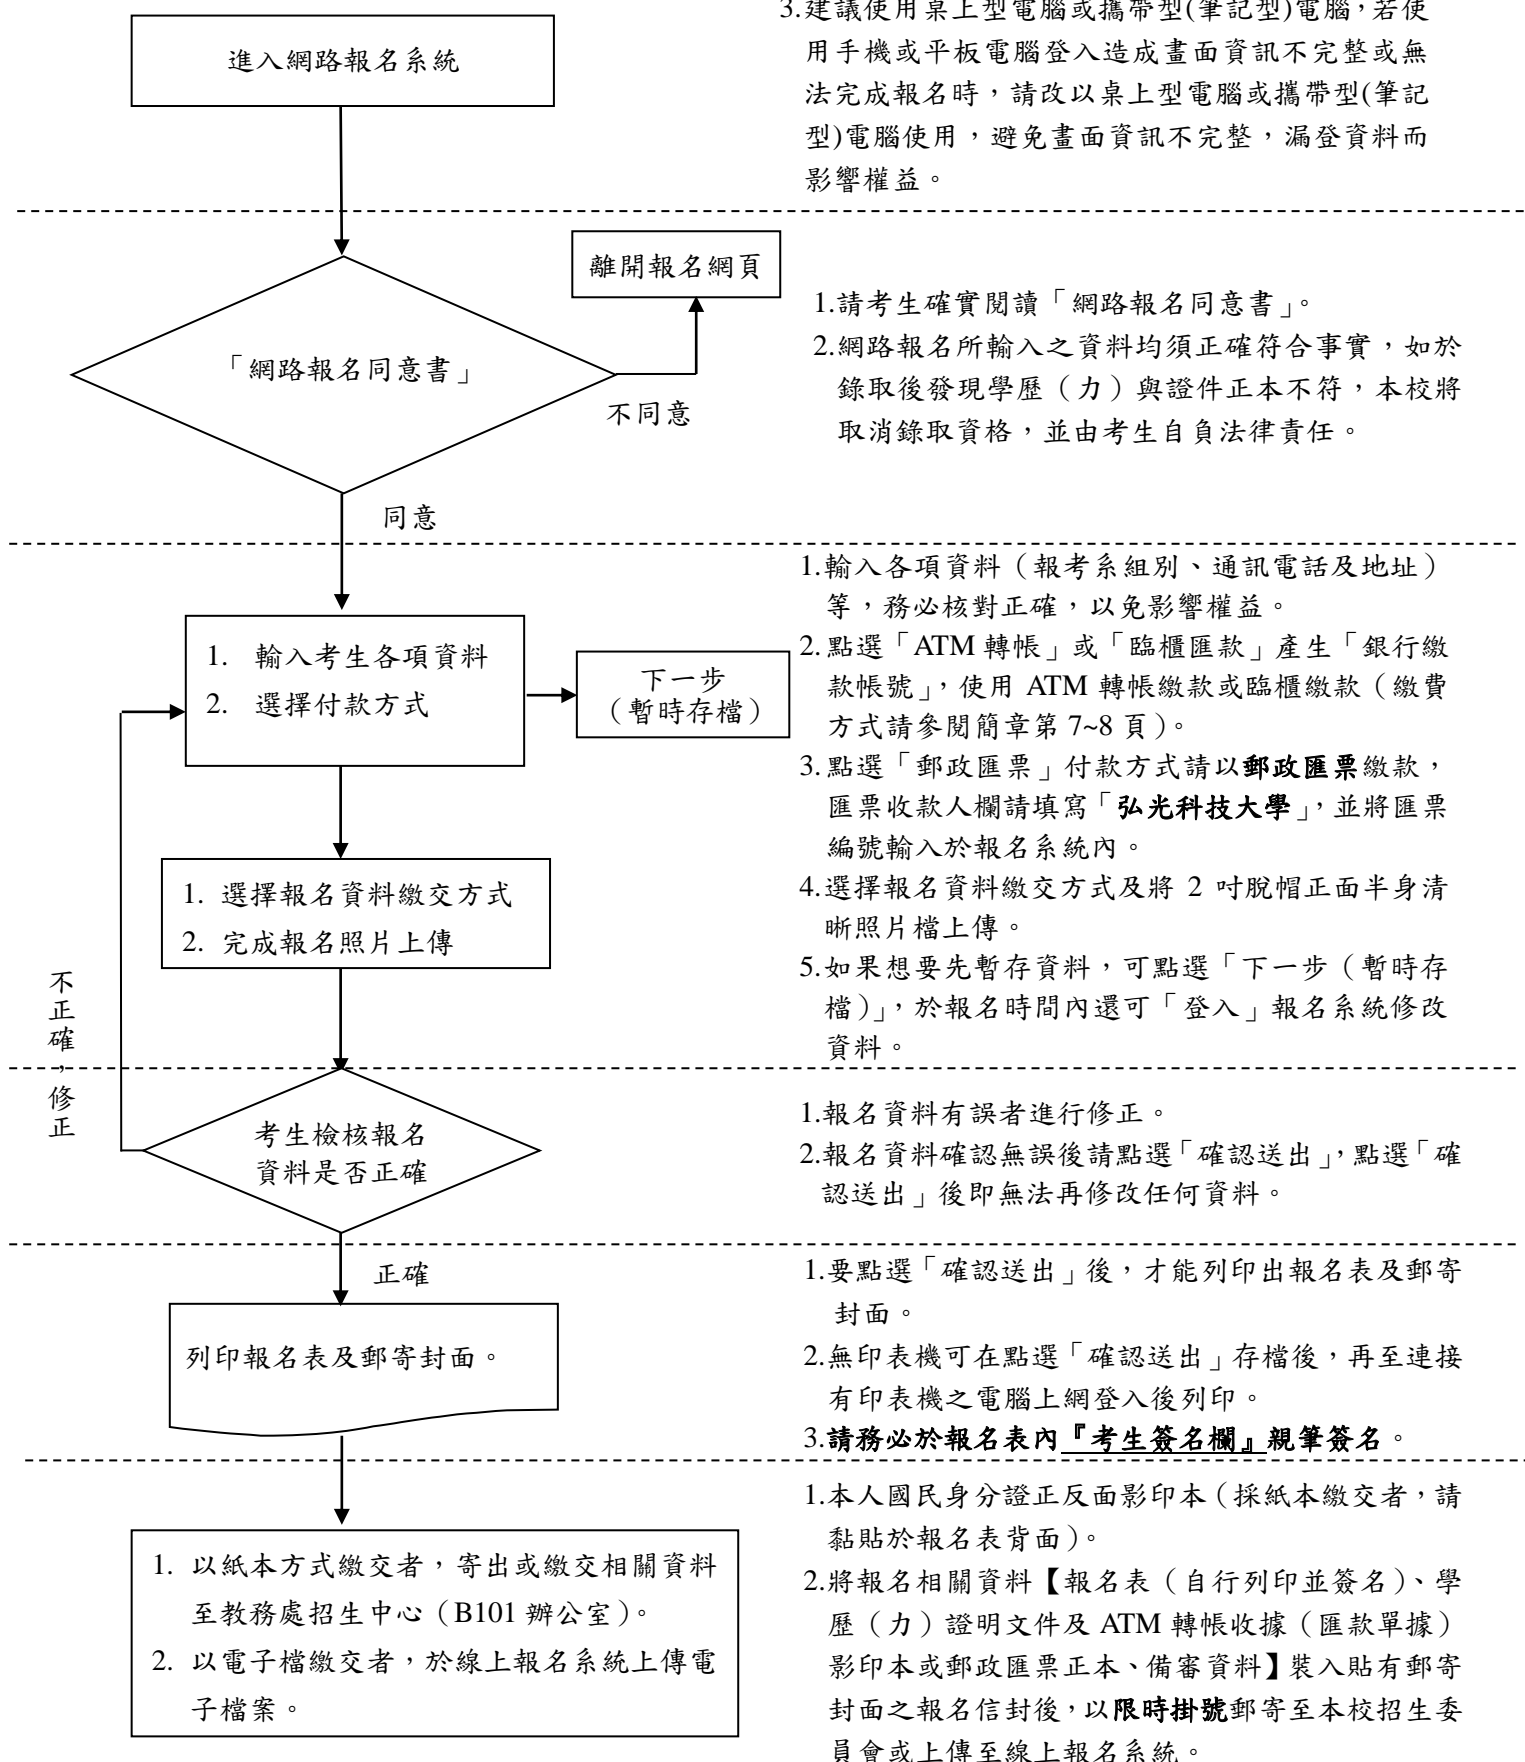 3.建議使用桌上型電腦或攜帶型(筆記型)電腦，若使
用手機或平板電腦登入造成畫面資訊不完整或無
法完成報名時，請改以桌上型電腦或攜帶型(筆記
型)電腦使用，避免畫面資訊不完整，漏登資料而
影響權益。
進入網路報名系統
離開報名網頁
「網路報名同意書」
不同意
同意
1.請考生確實閱讀「網路報名同意書」。
2.網路報名所輸入之資料均須正確符合事實，如於
錄取後發現學歷（力）與證件正本不符，本校將
取消錄取資格，並由考生自負法律責任。
1. 輸入考生各項資料
2. 選擇付款方式
下一步
（暫時存檔）
1. 選擇報名資料繳交方式
2. 完成報名照片上傳
不正確，修正
1.輸入各項資料（報考系組別、通訊電話及地址）
等，務必核對正確，以免影響權益。
2.點選「ATM 轉帳」或「臨櫃匯款」產生「銀行繳
款帳號」，使用 ATM 轉帳繳款或臨櫃繳款（繳費
方式請參閱簡章第 7~8 頁）。
3.點選「郵政匯票」付款方式請以郵政匯票繳款，
匯票收款人欄請填寫「弘光科技大學」，並將匯票
編號輸入於報名系統內。
4.選擇報名資料繳交方式及將 2 吋脫帽正面半身清
晰照片檔上傳。
5.如果想要先暫存資料，可點選「下一步（暫時存
檔）」，於報名時間內還可「登入」報名系統修改
資料。
考生檢核報名
資料是否正確
1.報名資料有誤者進行修正。
2.報名資料確認無誤後請點選「確認送出」，點選「確
認送出」後即無法再修改任何資料。
正確
列印報名表及郵寄封面。
1.要點選「確認送出」後，才能列印出報名表及郵寄
封面。
2.無印表機可在點選「確認送出」存檔後，再至連接
有印表機之電腦上網登入後列印。
3.請務必於報名表內『考生簽名欄』親筆簽名。
1. 以紙本方式繳交者，寄出或繳交相關資料
至教務處招生中心（B101 辦公室）。
2. 以電子檔繳交者，於線上報名系統上傳電
子檔案。
1.本人國民身分證正反面影印本（採紙本繳交者，請
黏貼於報名表背面）。
2.將報名相關資料【報名表（自行列印並簽名）、學
歷（力）證明文件及 ATM 轉帳收據（匯款單據）
影印本或郵政匯票正本、備審資料】裝入貼有郵寄
封面之報名信封後，以限時掛號郵寄至本校招生委
員會或上傳至線上報名系統。